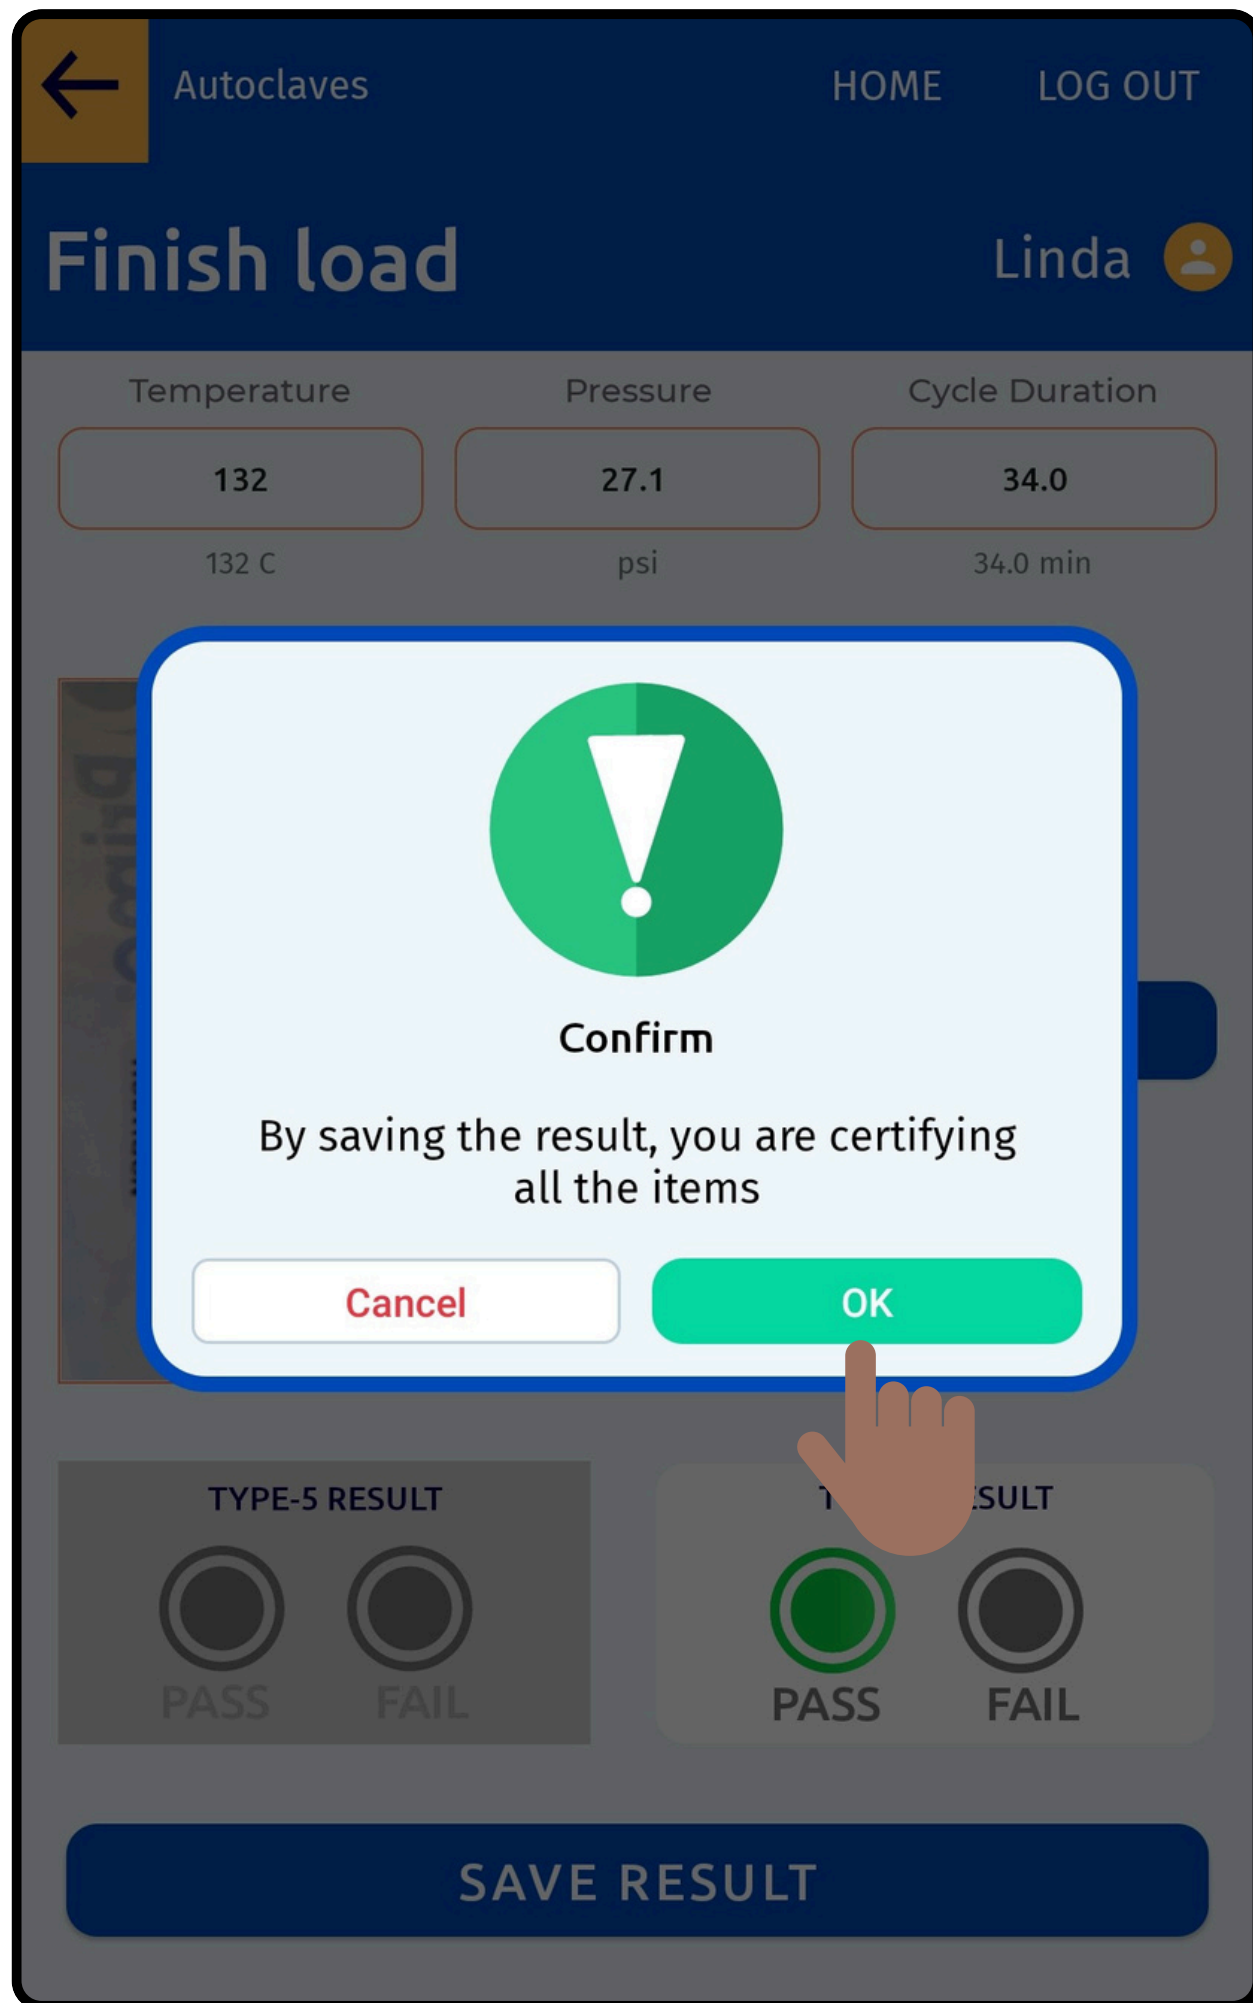 Autoclaves HOME LOG OUT
Finish load Linda
Temperature Pressure Cycle Duration
132 27.1 34.0
132 C psi 34.0 min
Confirm
By saving the result, you are certifying
all the items
Cancel OK
TYPE-5 RESULT
PASS FAIL
PASS FAIL
SAVE RESULT